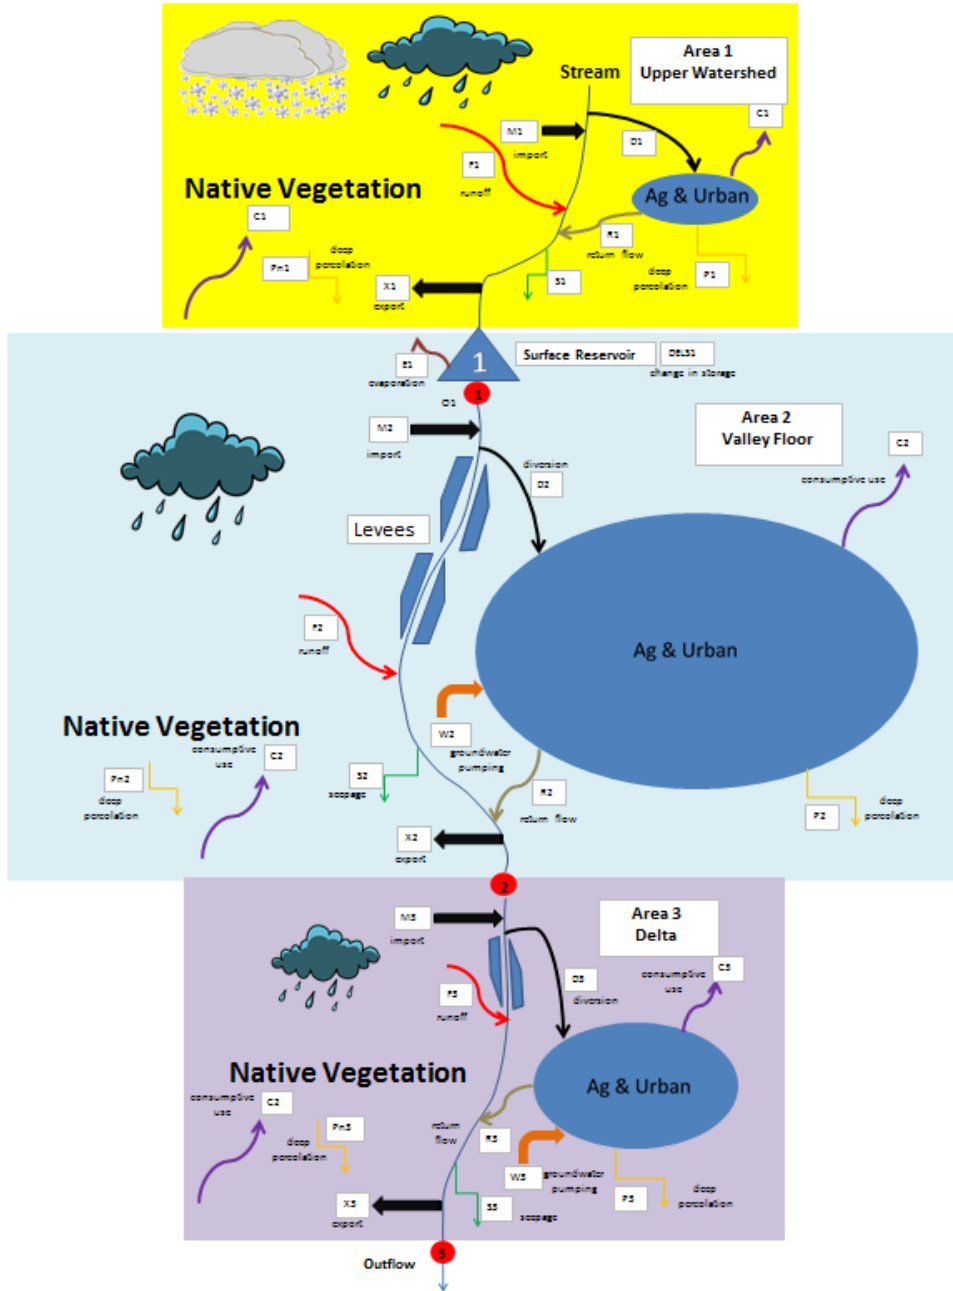 Area 1
Upper Watershed
Stream
C1
M1
import
D1
F1
runoff
Native Vegetation
Ag & Urban
C1
R1
return flow
deep
percolation
Pn1
P1
deep
percolation
S1
X1
export
1
E1
evaporation
Surface Reservoir
DELS1
change in storage
1
O1
Area 2
Valley Floor
M2
import
C2
consumptive use
diversion
D2
Levees
F2
runoff
Ag & Urban
Native Vegetation
W2
groundwater
pumping
consumptive
use
C2
S2
seepage
Pn2
deep
percolation
R2
return flow
P2
deep
percolation
X2
export
2
M3
import
Area 3
Delta
C3
consumptive
use
F3
runoff
D3
diversion
Native Vegetation
Ag & Urban
consumptive
use
C2
Pn3
deep
percolation
return
flow
R3
W3
groundwater
pumping
P3
deep
percolation
X3
export
S3
seepage
3
Outflow